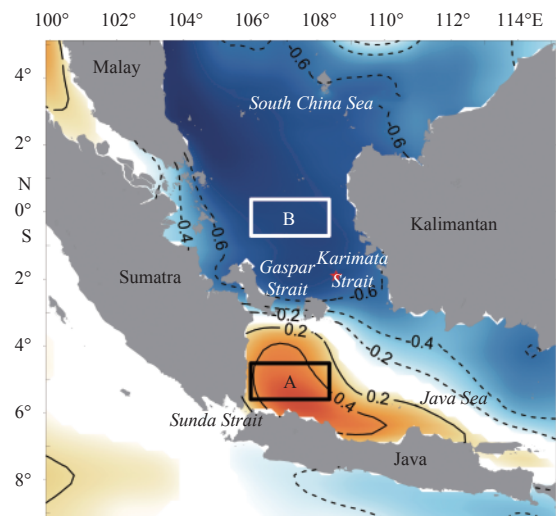 100° 102° 104° 106° 108° 110° 112° 114°E
4°
2°
N
0°
S
2°
4°
6°
8°
Malay
South China Sea
-0.6
-0.6
-0.6
-0.4
-0.6
B
Kalimantan
Sumatra
Gaspar
Strait
Karimata
Strait
-0.6
-0.2
-0.4
0.2
-0.2
A
0.2
0.4
Java Sea
Sunda Strait
Java